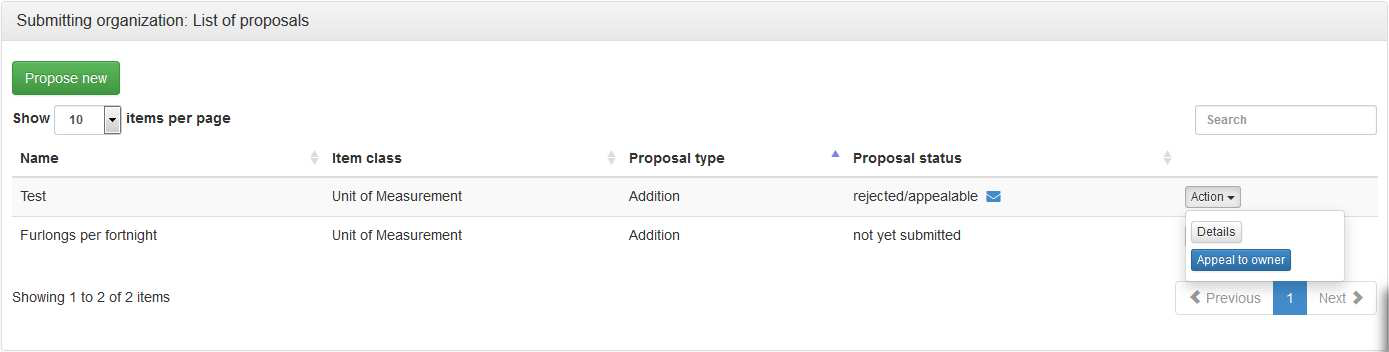 Submitting organization: List of proposals
Propose new
Show 10 items per page
Search
Name Item class Proposal type Proposal status
Test Unit of Measurement Addition rejected/appealable Action
Details
Furlongs per fortnight Unit of Measurement Addition not yet submitted
Appeal to owner
Showing 1 to 2 of 2 items
Previous 1 Next